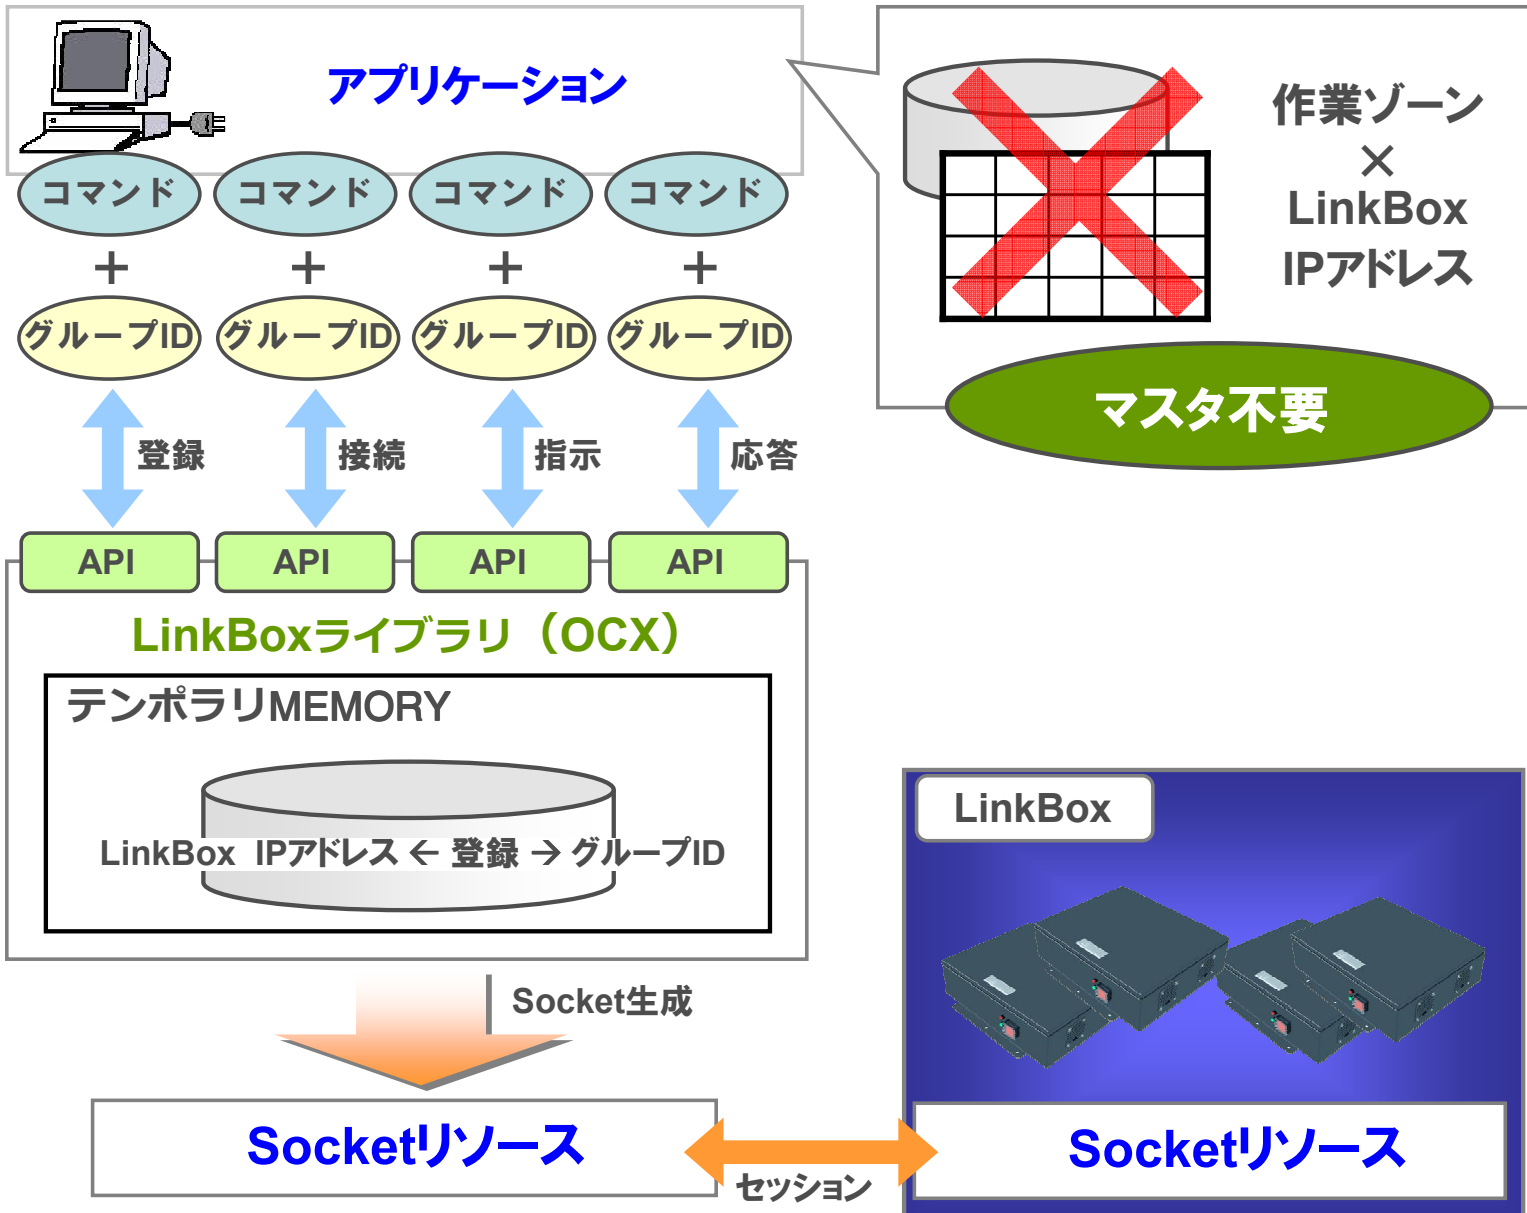 アプリケーション
コマンド
コマンド
コマンド
コマンド
＋
＋
＋
＋
グループID
グループID
グループID
グループID
登録
接続
指示
応答
API
API
API
API
LinkBoxライブラリ（OCX）
テンポラリMEMORY
LinkBox IPアドレス ← 登録 → グループID
Socket生成
Socketリソース
セッション
作業ゾーン
×
LinkBox
IPアドレス
マスタ不要
LinkBox
Socketリソース